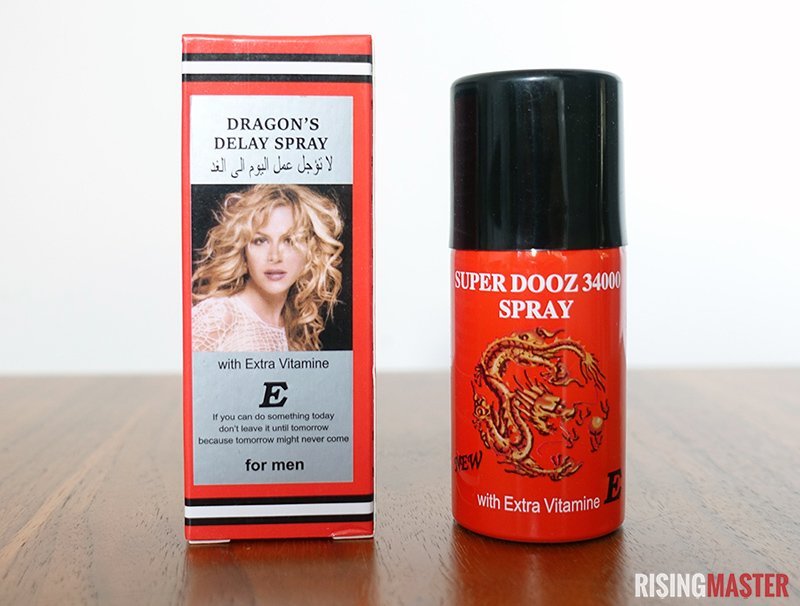 DRAGON'S
DELAY SPRAY
لا تؤجل عمل اليوم الى الغد
with Extra Vitamine
E
If you can do something today
don't leave it until tomorrow
because tomorrow might never come
for men
SUPER DOOZ 34000
SPRAY
NEW
with Extra Vitamine E
RISINGMASTER